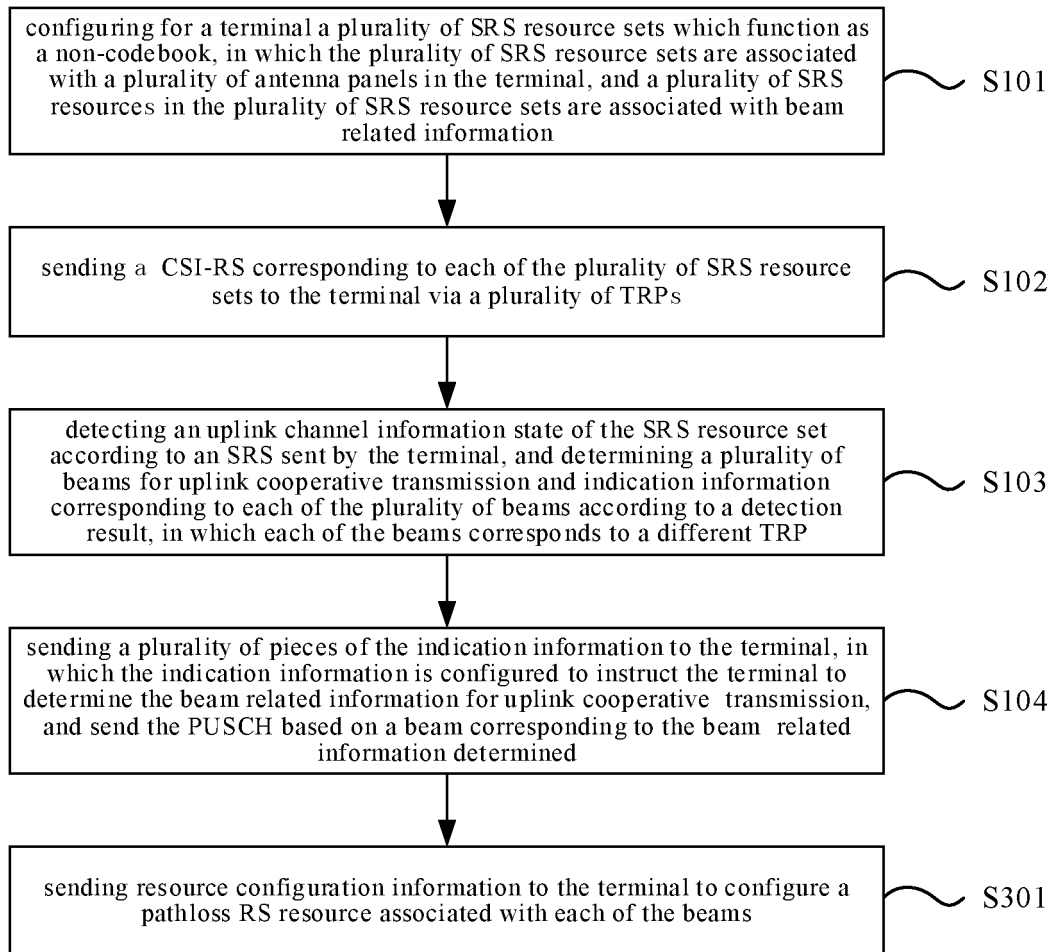 configuring for a terminal a plurality of SRS resource sets which function as
a non-codebook, in which the plurality of SRS resource sets are associated
with a plurality of antenna panels in the terminal, and a plurality of SRS
resources in the plurality of SRS resource sets are associated with beam
related information
S101
sending a CSI-RS corresponding to each of the plurality of SRS resource
sets to the terminal via a plurality of TRPs
S102
detecting an uplink channel information state of the SRS resource set
according to an SRS sent by the terminal, and determining a plurality of
beams for uplink cooperative transmission and indication information
corresponding to each of the plurality of beams according to a detection
result, in which each of the beams corresponds to a different TRP
S103
sending a plurality of pieces of the indication information to the terminal, in
which the indication information is configured to instruct the terminal to
determine the beam related information for uplink cooperative transmission,
and send the PUSCH based on a beam corresponding to the beam related
information determined
S104
sending resource configuration information to the terminal to configure a
pathloss RS resource associated with each of the beams
S301